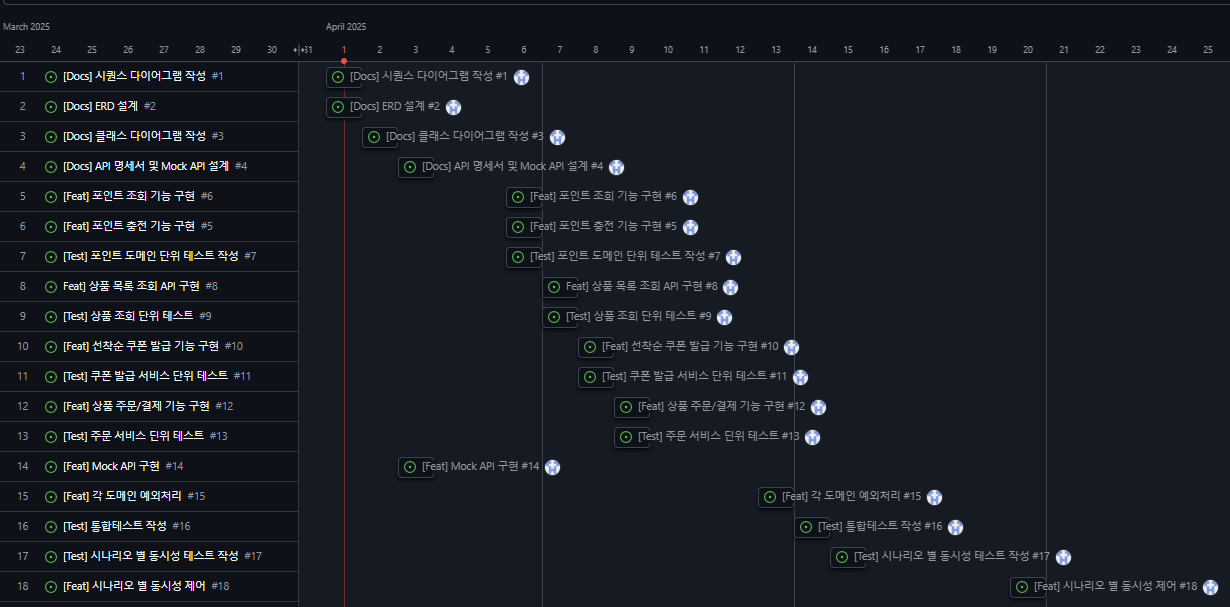 March 2025 April 2025
23 24 25 26 27 28 29 30 31 1 2 3 4 5 6 7 8 9 10 11 12 13 14 15 16 17 18 19 20 21 22 23 24 25
1 [Docs] 시퀀스 다이어그램 작성 #1 [Docs] 시퀀스 다이어그램 작성 #1
2 [Docs] ERD 설계 #2 [Docs] ERD 설계 #2
3 [Docs] 클래스 다이어그램 작성 #3 [Docs] 클래스 다이어그램 작성 #3
4 [Docs] API 명세서 및 Mock API 설계 #4 [Docs] API 명세서 및 Mock API 설계 #4
5 [Feat] 포인트 조회 기능 구현 #6 [Feat] 포인트 조회 기능 구현 #6
6 [Feat] 포인트 충전 기능 구현 #5 [Feat] 포인트 충전 기능 구현 #5
7 [Test] 포인트 도메인 단위 테스트 작성 #7 [Test] 포인트 도메인 단위 테스트 작성 #7
8 Feat] 상품 목록 조회 API 구현 #8 Feat] 상품 목록 조회 API 구현 #8
9 [Test] 상품 조회 단위 테스트 #9 [Test] 상품 조회 단위 테스트 #9
10 [Feat] 선착순 쿠폰 발급 기능 구현 #10 [Feat] 선착순 쿠폰 발급 기능 구현 #10
11 [Test] 쿠폰 발급 서비스 단위 테스트 #11 [Test] 쿠폰 발급 서비스 단위 테스트 #11
12 [Feat] 상품 주문/결제 기능 구현 #12 [Feat] 상품 주문/결제 기능 구현 #12
13 [Test] 주문 서비스 단위 테스트 #13 [Test] 주문 서비스 단위 테스트 #13
14 [Feat] Mock API 구현 #14 [Feat] Mock API 구현 #14
15 [Feat] 각 도메인 예외처리 #15 [Feat] 각 도메인 예외처리 #15
16 [Test] 통합테스트 작성 #16 [Test] 통합테스트 작성 #16
17 [Test] 시나리오 별 동시성 테스트 작성 #17 [Test] 시나리오 별 동시성 테스트 작성 #17
18 [Feat] 시나리오 별 동시성 제어 #18 [Feat] 시나리오 별 동시성 제어 #18